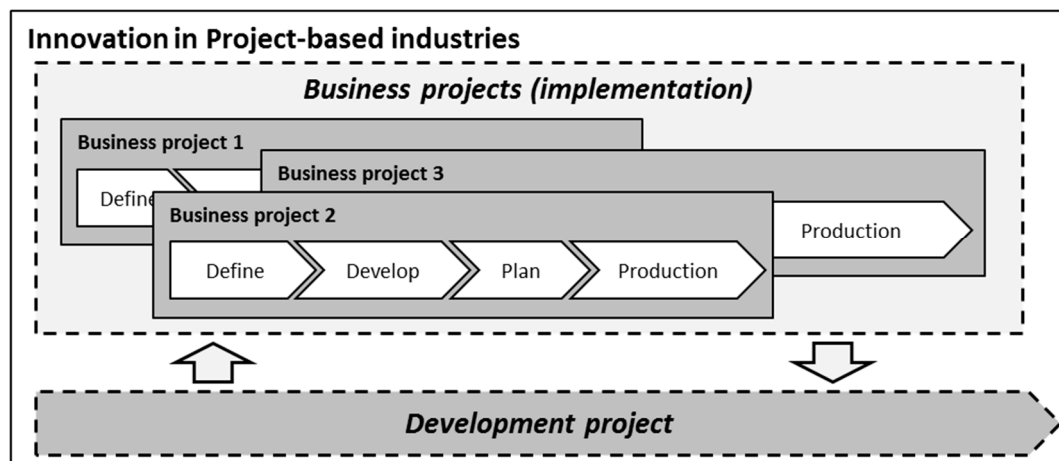 Innovation in Project-based industries
Business projects (implementation)
Business project 1
Define
Business project 3
Production
Business project 2
Define
Develop
Plan
Production
Development project